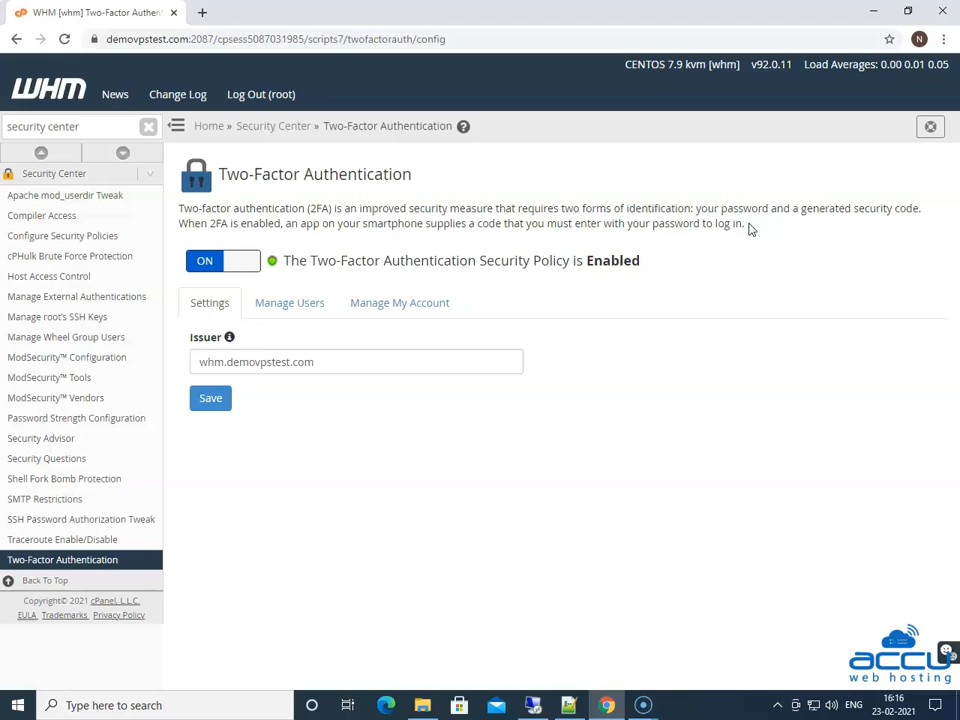 WHM [whm] Two-Factor Authent
demovpstest.com:2087/cpsess5087031985/scripts7/twofactorauth/config
N
CENTOS 7.9 kvm [whm] v92.0.11 Load Averages: 0.00 0.01 0.05
WHM
News Change Log Log Out (root)
security center
Home » Security Center » Two-Factor Authentication
Security Center
Apache mod_userdir Tweak
Compiler Access
Configure Security Policies
cPHulk Brute Force Protection
Host Access Control
Manage External Authentications
Manage root's SSH Keys
Manage Wheel Group Users
ModSecurity™ Configuration
ModSecurity™ Tools
ModSecurity™ Vendors
Password Strength Configuration
Security Advisor
Security Questions
Shell Fork Bomb Protection
SMTP Restrictions
SSH Password Authorization Tweak
Traceroute Enable/Disable
Two-Factor Authentication
Back To Top
Copyright© 2021 cPanel, L.L.C.
EULA Trademarks Privacy Policy
Two-Factor Authentication
Two-factor authentication (2FA) is an improved security measure that requires two forms of identification: your password and a generated security code.
When 2FA is enabled, an app on your smartphone supplies a code that you must enter with your password to log in.
ON The Two-Factor Authentication Security Policy is Enabled
Settings Manage Users Manage My Account
Issuer
whm.demovpstest.com
Save
accu
web hosting
Type here to search
ENG
16:16
23-02-2021